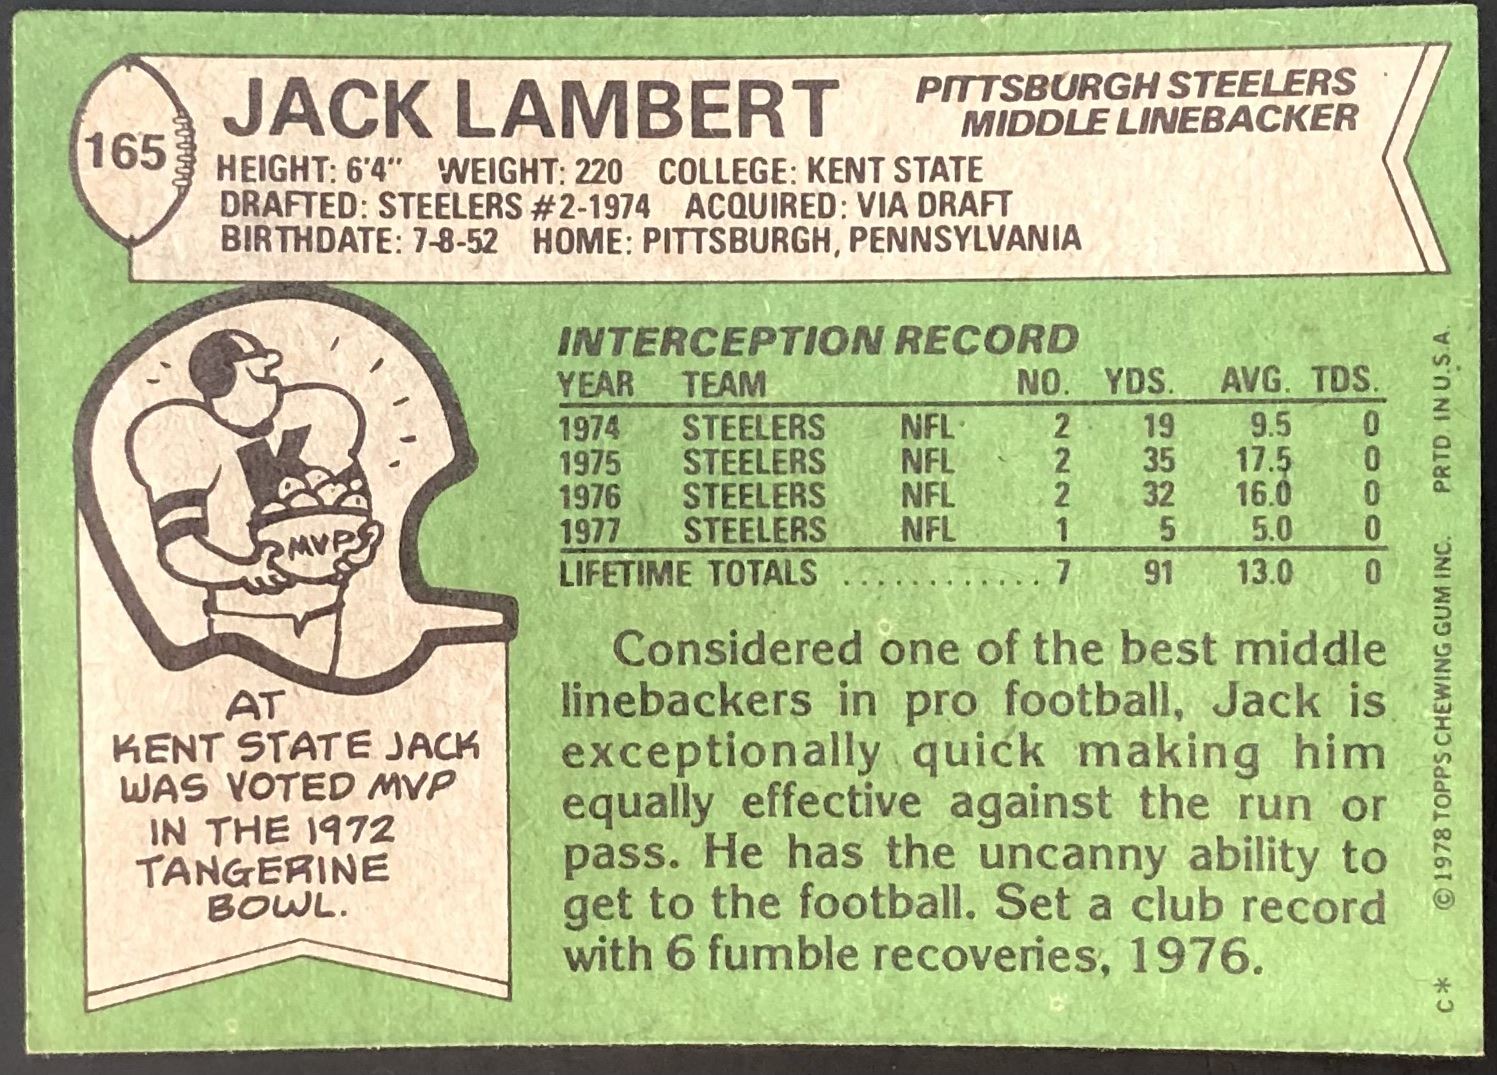 165
JACK LAMBERT
PITTSBURGH STEELERS
MIDDLE LINEBACKER
HEIGHT: 6'4" WEIGHT: 220 COLLEGE: KENT STATE
DRAFTED: STEELERS #2-1974 ACQUIRED: VIA DRAFT
BIRTHDATE: 7-8-52 HOME: PITTSBURGH, PENNSYLVANIA
K
MVP
AT
KENT STATE JACK
WAS VOTED MVP
IN THE 1972
TANGERINE
BOWL.
INTERCEPTION RECORD
YEAR TEAM NO. YDS. AVG. TDS.
1974 STEELERS NFL 2 19 9.5 0
1975 STEELERS NFL 2 35 17.5 0
1976 STEELERS NFL 2 32 16.0 0
1977 STEELERS NFL 1 5 5.0 0
LIFETIME TOTALS ............ 7 91 13.0 0
Considered one of the best middle
linebackers in pro football, Jack is
exceptionally quick making him
equally effective against the run or
pass. He has the uncanny ability to
get to the football. Set a club record
with 6 fumble recoveries, 1976.
C* ©1978 TOPPS CHEWING GUM INC. PRTD IN U.S.A.